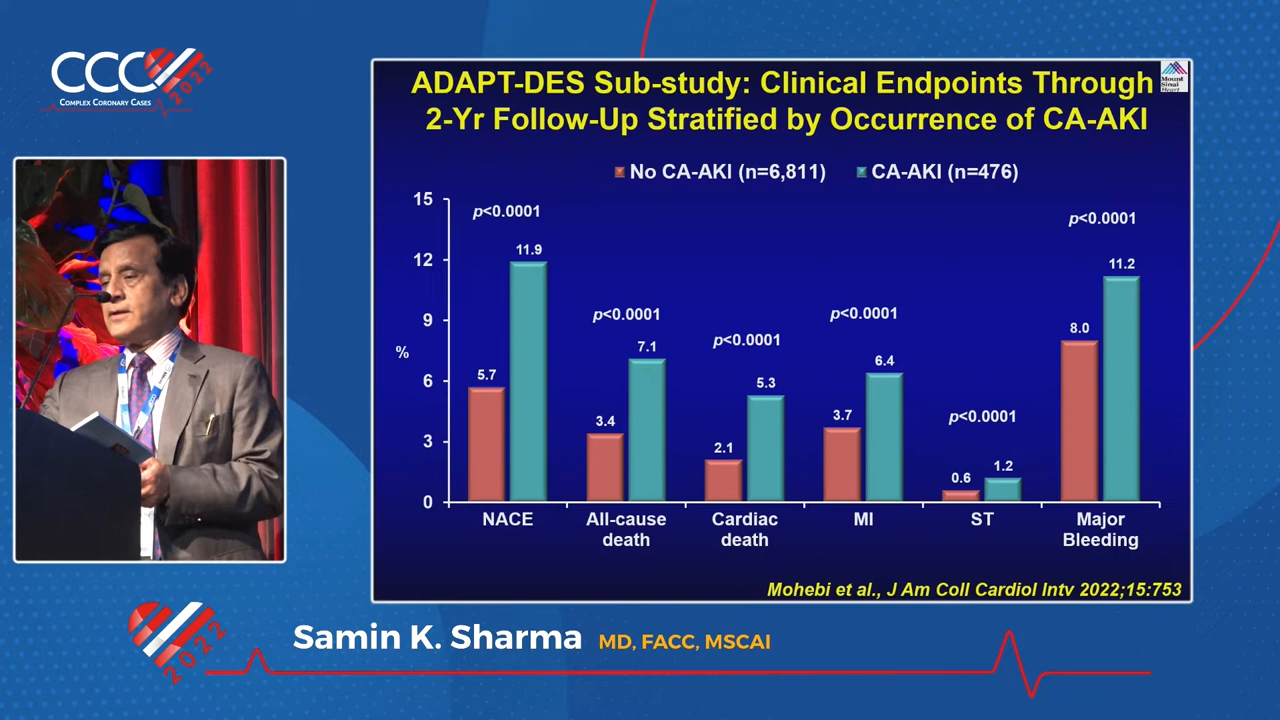 CCC
COMPLEX CORONARY CASES
2022
ADAPT-DES Sub-study: Clinical Endpoints Through
2-Yr Follow-Up Stratified by Occurrence of CA-AKI
Mount
Sinai
Heart
No CA-AKI (n=6,811) CA-AKI (n=476)
%
15
12
9
6
3
0
p<0.0001
5.7
11.9
NACE
p<0.0001
3.4
7.1
All-cause
death
p<0.0001
2.1
5.3
Cardiac
death
p<0.0001
3.7
6.4
MI
p<0.0001
0.6
1.2
ST
p<0.0001
8.0
11.2
Major
Bleeding
Mohebi et al., J Am Coll Cardiol Intv 2022;15:753
2022
Samin K. Sharma MD, FACC, MSCAI